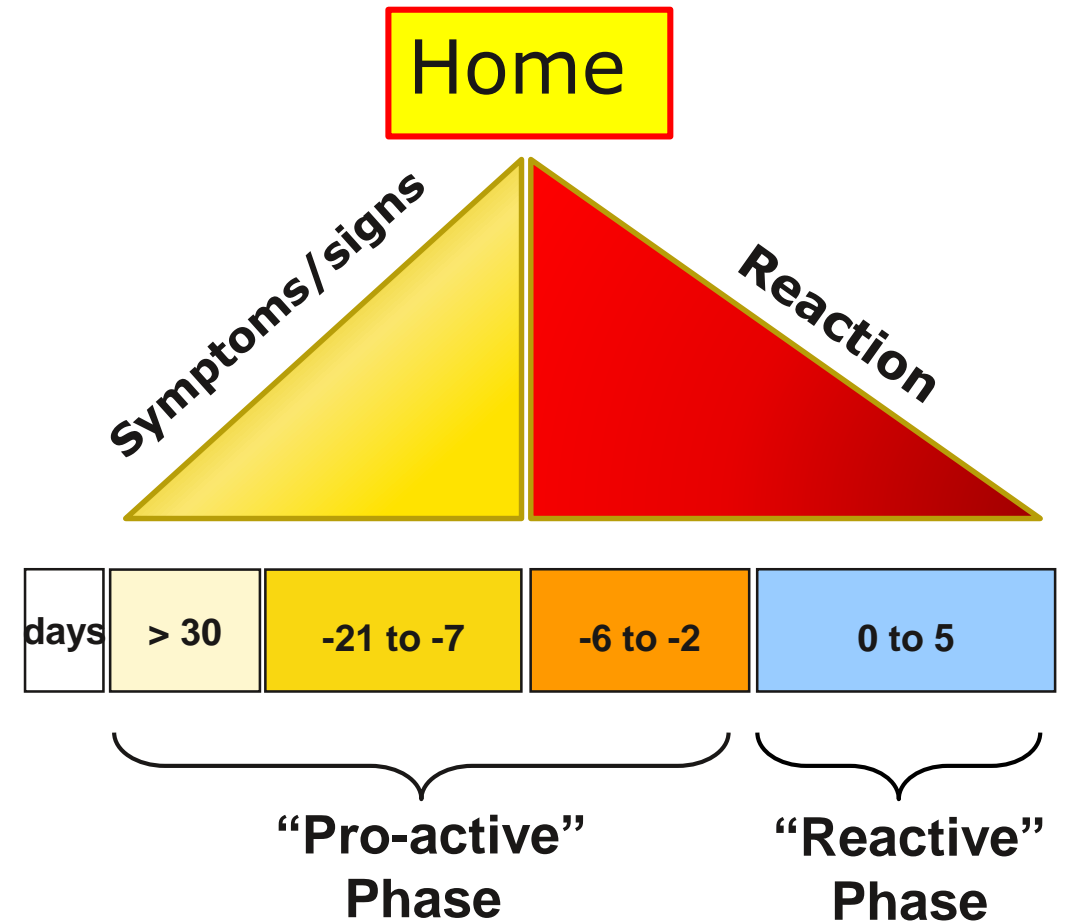 Home
Symptoms/signs
Reaction
days
> 30
-21 to -7
-6 to -2
0 to 5
“Pro-active”
Phase
“Reactive”
Phase